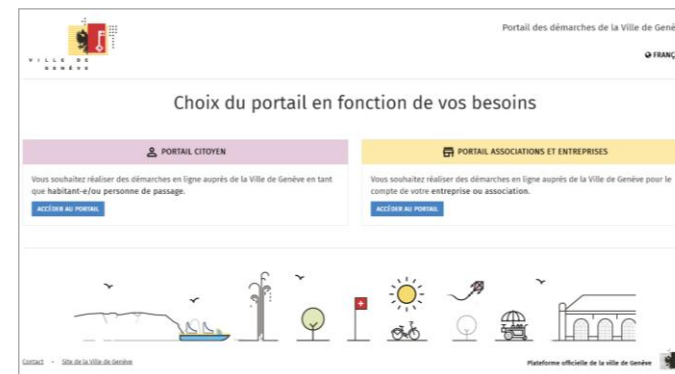 Portail des démarches de la Ville de Genè
FRANÇ
VILLE DE
GENÈVE
Choix du portail en fonction de vos besoins
PORTAIL CITOYEN
Vous souhaitez réaliser des démarches en ligne auprès de la Ville de Genève en tant
que habitant-e/ou personne de passage.
ACCÉDER AU PORTAIL
PORTAIL ASSOCIATIONS ET ENTREPRISES
Vous souhaitez réaliser des démarches en ligne auprès de la Ville de Genève pour le
compte de votre entreprise ou association.
ACCÉDER AU PORTAIL
Contact - Site de la Ville de Genève
Plateforme officielle de la ville de Genève